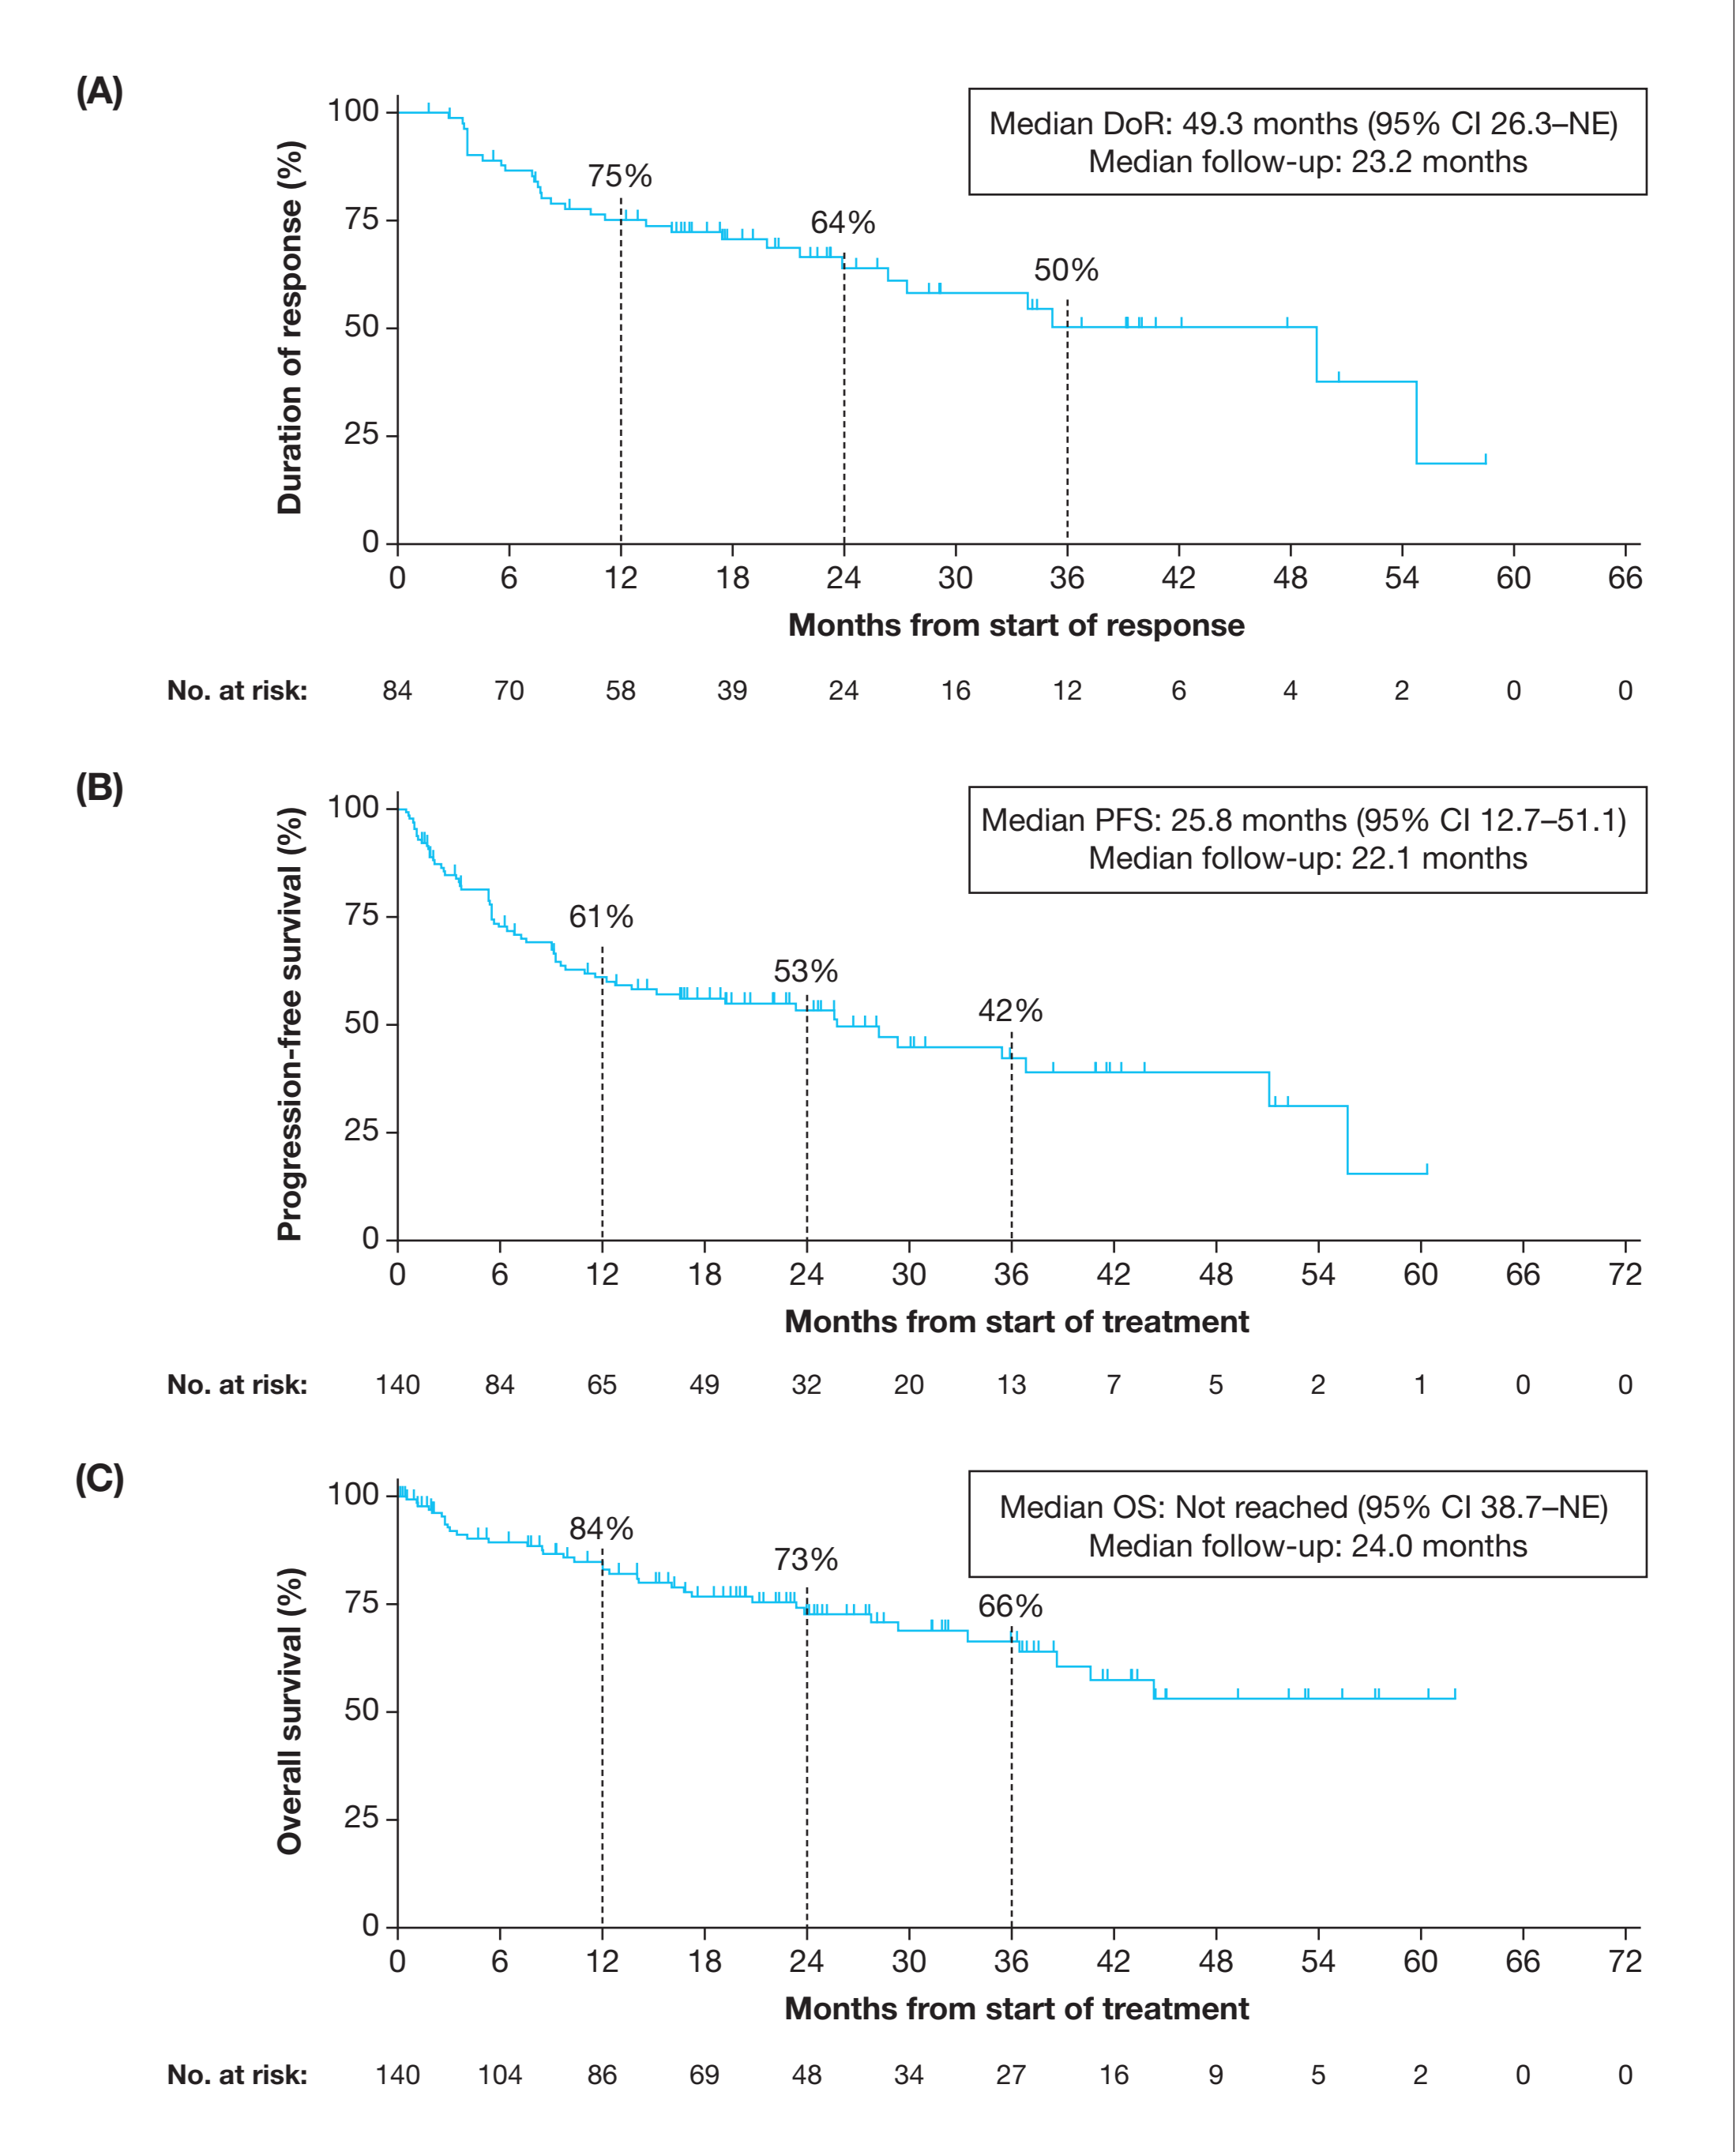 (A)
Median DoR: 49.3 months (95% CI 26.3–NE)
Median follow-up: 23.2 months
Duration of response (%)
100
75
50
25
0
75%
64%
50%
0 6 12 18 24 30 36 42 48 54 60 66
Months from start of response
No. at risk: 84 70 58 39 24 16 12 6 4 2 0 0
(B)
Median PFS: 25.8 months (95% CI 12.7–51.1)
Median follow-up: 22.1 months
Progression-free survival (%)
100
75
50
25
0
61%
53%
42%
0 6 12 18 24 30 36 42 48 54 60 66 72
Months from start of treatment
No. at risk: 140 84 65 49 32 20 13 7 5 2 1 0 0
(C)
Median OS: Not reached (95% CI 38.7–NE)
Median follow-up: 24.0 months
Overall survival (%)
100
75
50
25
0
84%
73%
66%
0 6 12 18 24 30 36 42 48 54 60 66 72
Months from start of treatment
No. at risk: 140 104 86 69 48 34 27 16 9 5 2 0 0